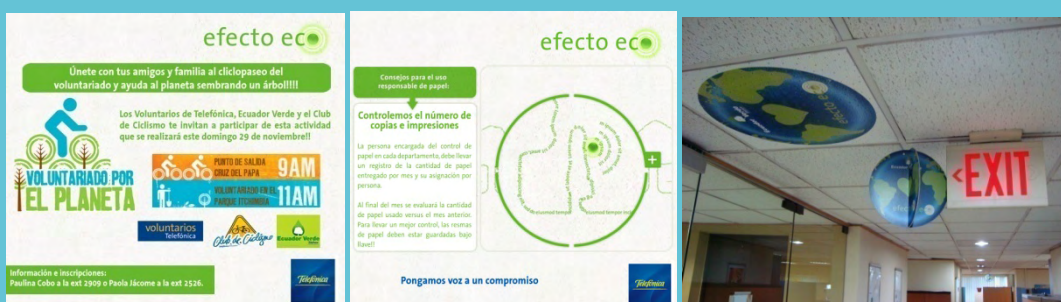 efecto eco
Únete con tus amigos y familia al cliclopaseo del
voluntariado y ayuda al planeta sembrando un árbol!!!!
Los Voluntarios de Telefónica, Ecuador Verde y el Club
de Ciclismo te invitan a participar de esta actividad
que se realizará este domingo 29 de noviembre!!
VOLUNTARIADO POR
EL PLANETA
PUNTO DE SALIDA
CRUZ DEL PAPA
9AM
VOLUNTARIADO EN EL
PARQUE ITCHIMBIA
11AM
voluntarios
Telefónica
Club de Ciclismo
Ecuador Verde
Información e inscripciones:
Paulina Cobo a la ext 2909 o Paola Jácome a la ext 2526.
Telefónica
efecto eco
Consejos para el uso
responsable de papel:
Controlemos el número de
copias e impresiones
La persona encargada del control de
papel en cada departamento, debe llevar
un registro de la cantidad de papel
entregado por mes y su asignación por
persona.
Al final del mes se evaluará la cantidad
de papel usado versus el mes anterior.
Para llevar un mejor control, las resmas
de papel deben estar guardadas bajo
llave!!
Pongamos voz a un compromiso
Telefónica
efecto
EXIT